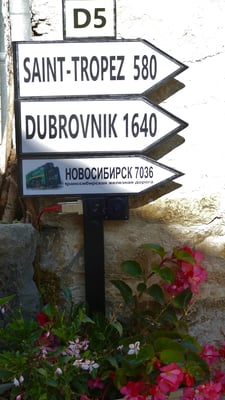 D5
SAINT-TROPEZ 580
DUBROVNIK 1640
НОВОСИБИРСК 7036
транссибирская железная дорога